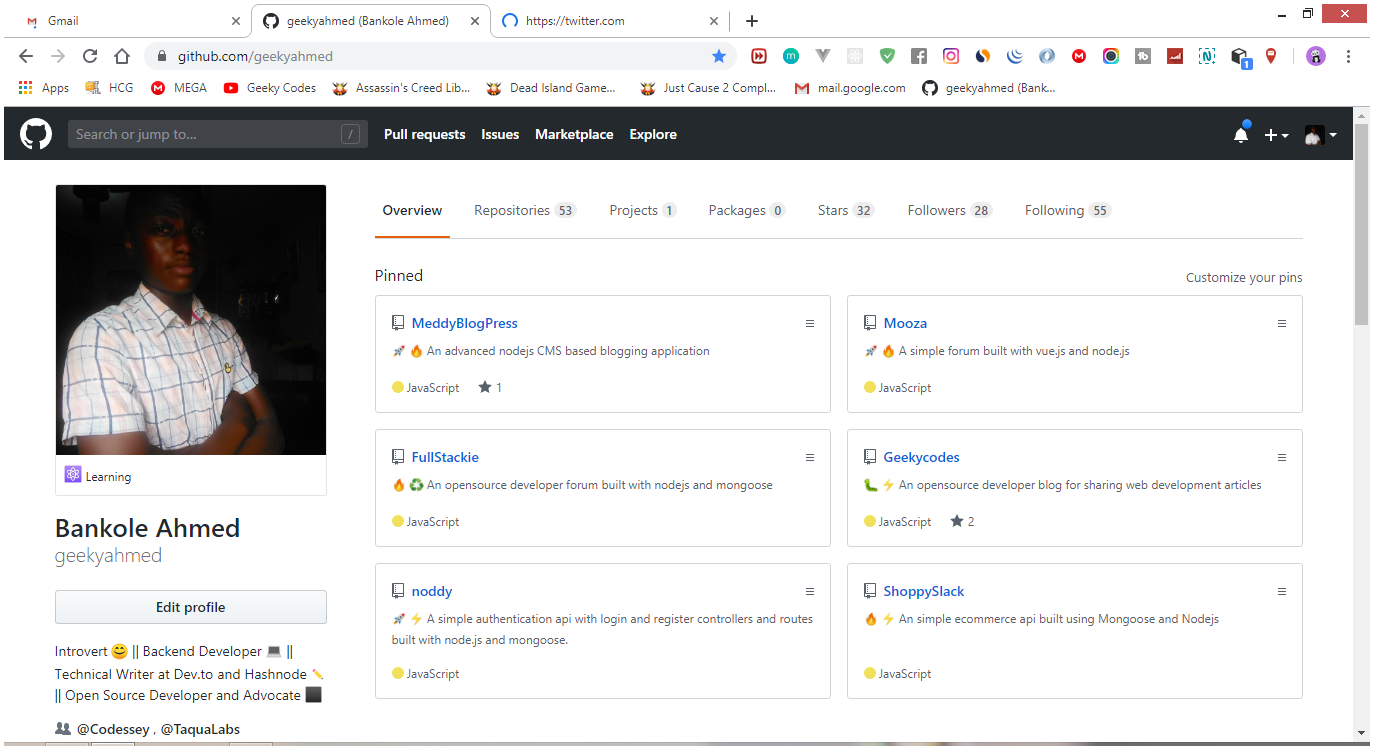 Gmail
geekyahmed (Bankole Ahmed)
https://twitter.com
github.com/geekyahmed
1
Apps
HCG
MEGA
Geeky Codes
Assassin's Creed Lib...
Dead Island Game...
Just Cause 2 Compl...
mail.google.com
geekyahmed (Bank...
Search or jump to...
/
Pull requests
Issues
Marketplace
Explore
Overview
Repositories 53
Projects 1
Packages 0
Stars 32
Followers 28
Following 55
Learning
Bankole Ahmed
geekyahmed
Edit profile
Introvert 😊 || Backend Developer 💻 ||
Technical Writer at Dev.to and Hashnode ✏️
|| Open Source Developer and Advocate ⬛
@Codessey , @TaquaLabs
Pinned
Customize your pins
MeddyBlogPress
🚀 🔥 An advanced nodejs CMS based blogging application
JavaScript ★ 1
Mooza
🚀 🔥 A simple forum built with vue.js and node.js
JavaScript
FullStackie
🔥 ♻️ An opensource developer forum built with nodejs and mongoose
JavaScript
Geekycodes
🐛 ⚡ An opensource developer blog for sharing web development articles
JavaScript ★ 2
noddy
🚀 ⚡ A simple authentication api with login and register controllers and routes
built with node.js and mongoose.
JavaScript
ShoppySlack
🔥 ⚡ An simple ecommerce api built using Mongoose and Nodejs
JavaScript